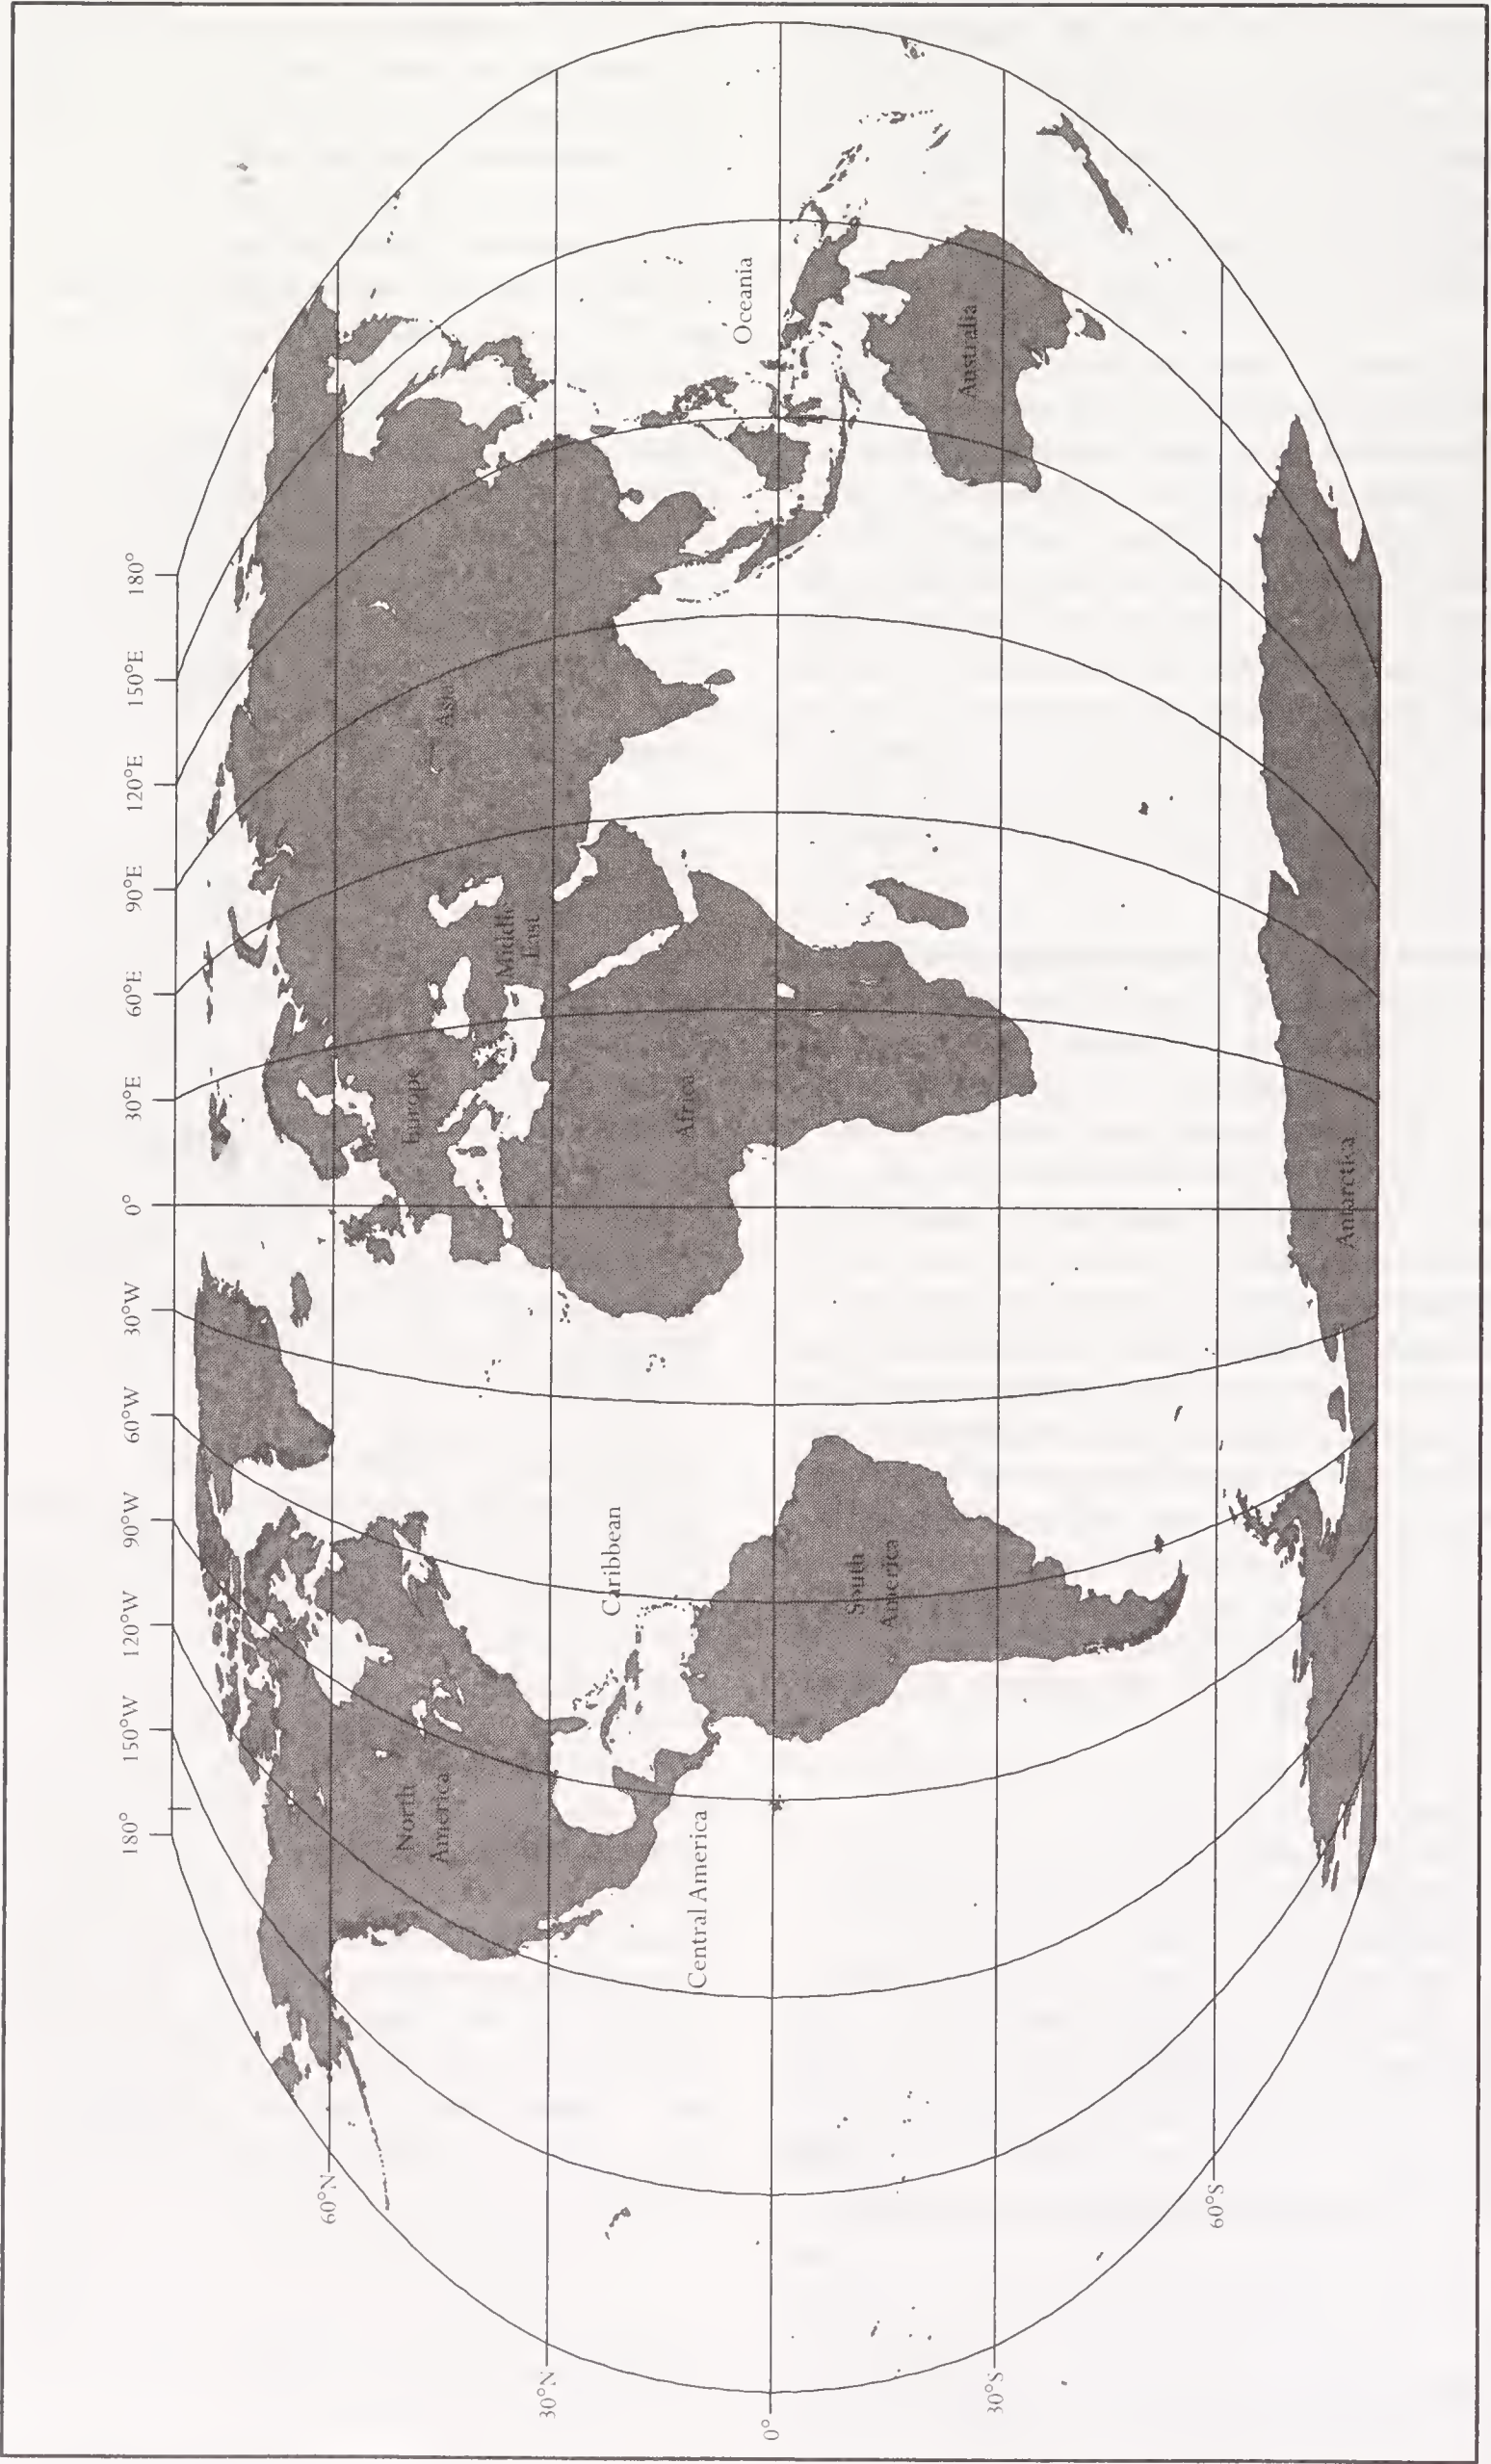 180°
150°W
120°W
90°W
60°W
30°W
0°
30°E
60°E
90°E
120°E
150°E
180°
60°N
30°N
0°
30°S
60°S
North
America
Central America
Caribbean
South
America
Europe
Africa
Middle
East
Asia
Oceania
Australia
Antarctica